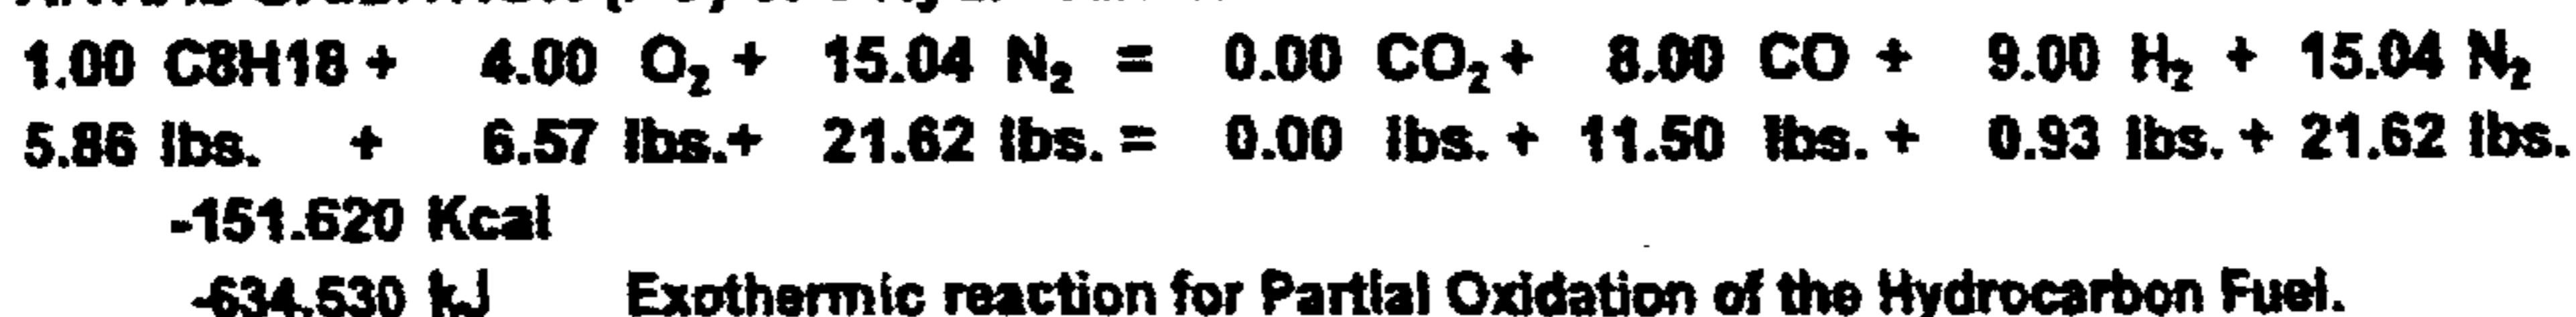 1.00 C8H18 + 4.00 O₂ + 15.04 N₂ = 0.00 CO₂ + 8.00 CO + 9.00 H₂ + 15.04 N₂
5.86 lbs. + 6.57 lbs. + 21.62 lbs. = 0.00 lbs. + 11.50 lbs. + 0.93 lbs. + 21.62 lbs.
-151.620 Kcal
-634.530 kJ Exothermic reaction for Partial Oxidation of the Hydrocarbon Fuel.